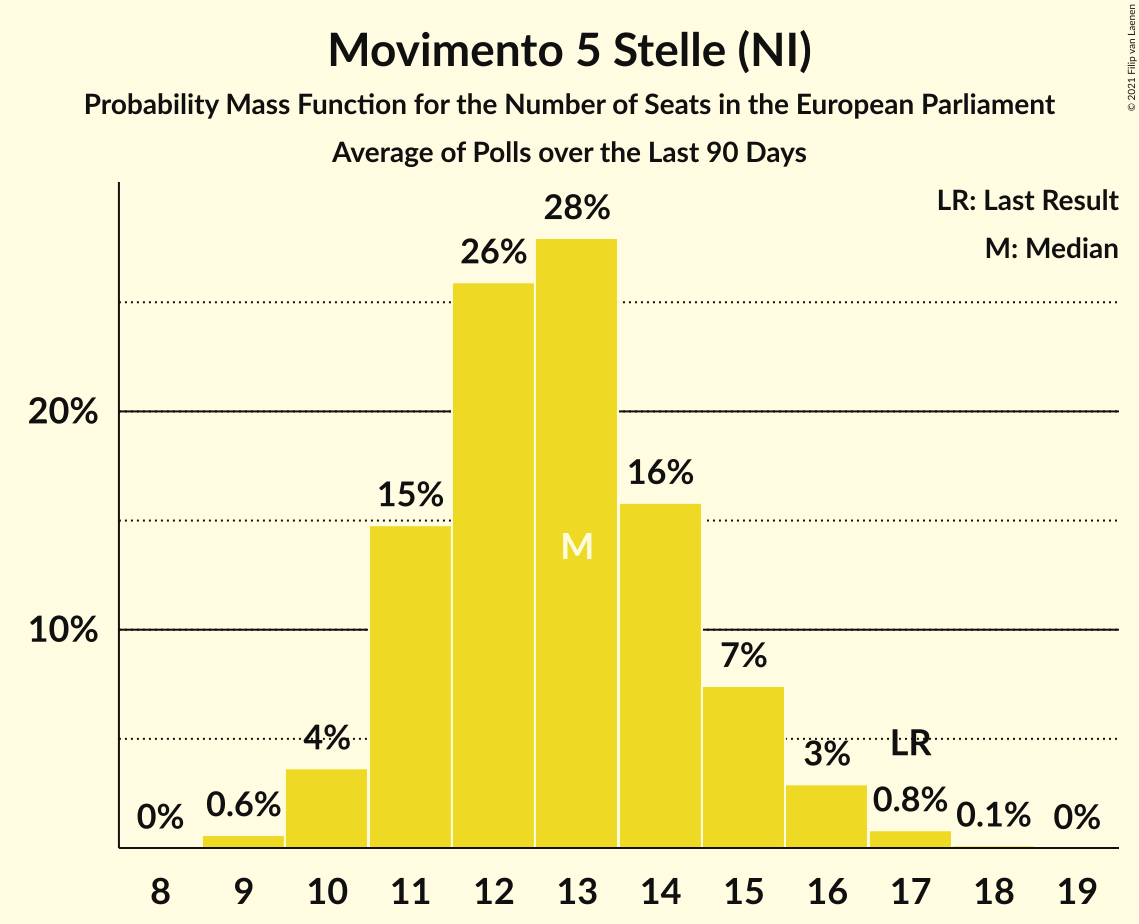 Movimento 5 Stelle (NI)
Probability Mass Function for the Number of Seats in the European Parliament
Average of Polls over the Last 90 Days
© 2021 Filip van Laenen
LR: Last Result
M: Median
28%
26%
20%
16%
15%
M
10%
7%
4%
LR
3%
0.8%
0.6%
0.1%
0%
0%
8 9 10 11 12 13 14 15 16 17 18 19